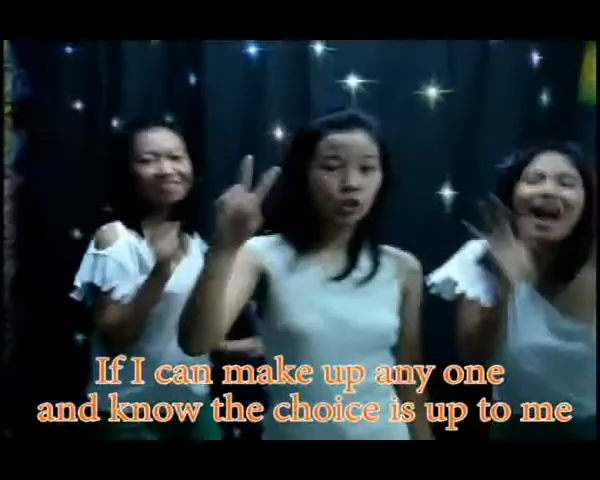 If I can make up any one
and know the choice is up to me